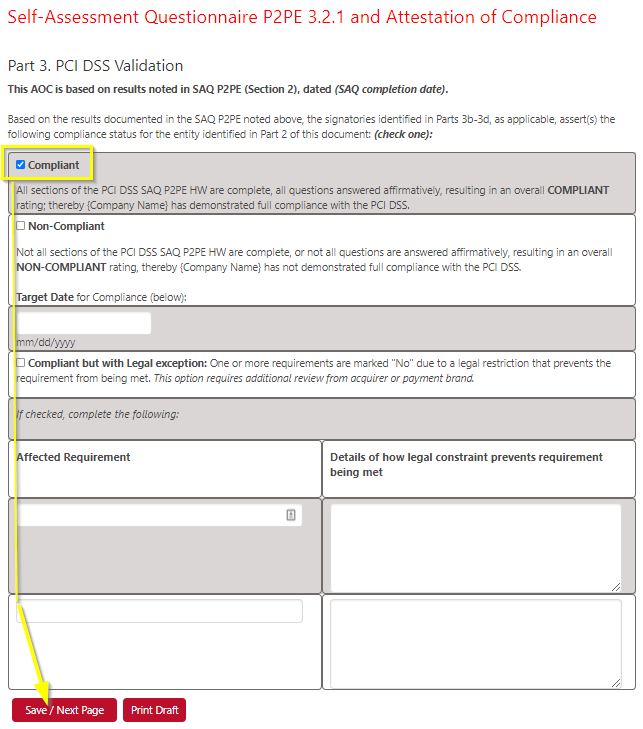 Self-Assessment Questionnaire P2PE 3.2.1 and Attestation of Compliance
Part 3. PCI DSS Validation
This AOC is based on results noted in SAQ P2PE (Section 2), dated (SAQ completion date).
Based on the results documented in the SAQ P2PE noted above, the signatories identified in Parts 3b-3d, as applicable, assert(s) the
following compliance status for the entity identified in Part 2 of this document: (check one):
Compliant
All sections of the PCI DSS SAQ P2PE HW are complete, all questions answered affirmatively, resulting in an overall COMPLIANT
rating; thereby {Company Name} has demonstrated full compliance with the PCI DSS.
Non-Compliant
Not all sections of the PCI DSS SAQ P2PE HW are complete, or not all questions are answered affirmatively, resulting in an overall
NON-COMPLIANT rating, thereby {Company Name} has not demonstrated full compliance with the PCI DSS.
Target Date for Compliance (below):
mm/dd/yyyy
Compliant but with Legal exception: One or more requirements are marked "No" due to a legal restriction that prevents the
requirement from being met. This option requires additional review from acquirer or payment brand.
If checked, complete the following:
Affected Requirement
Details of how legal constraint prevents requirement
being met
Save / Next Page
Print Draft